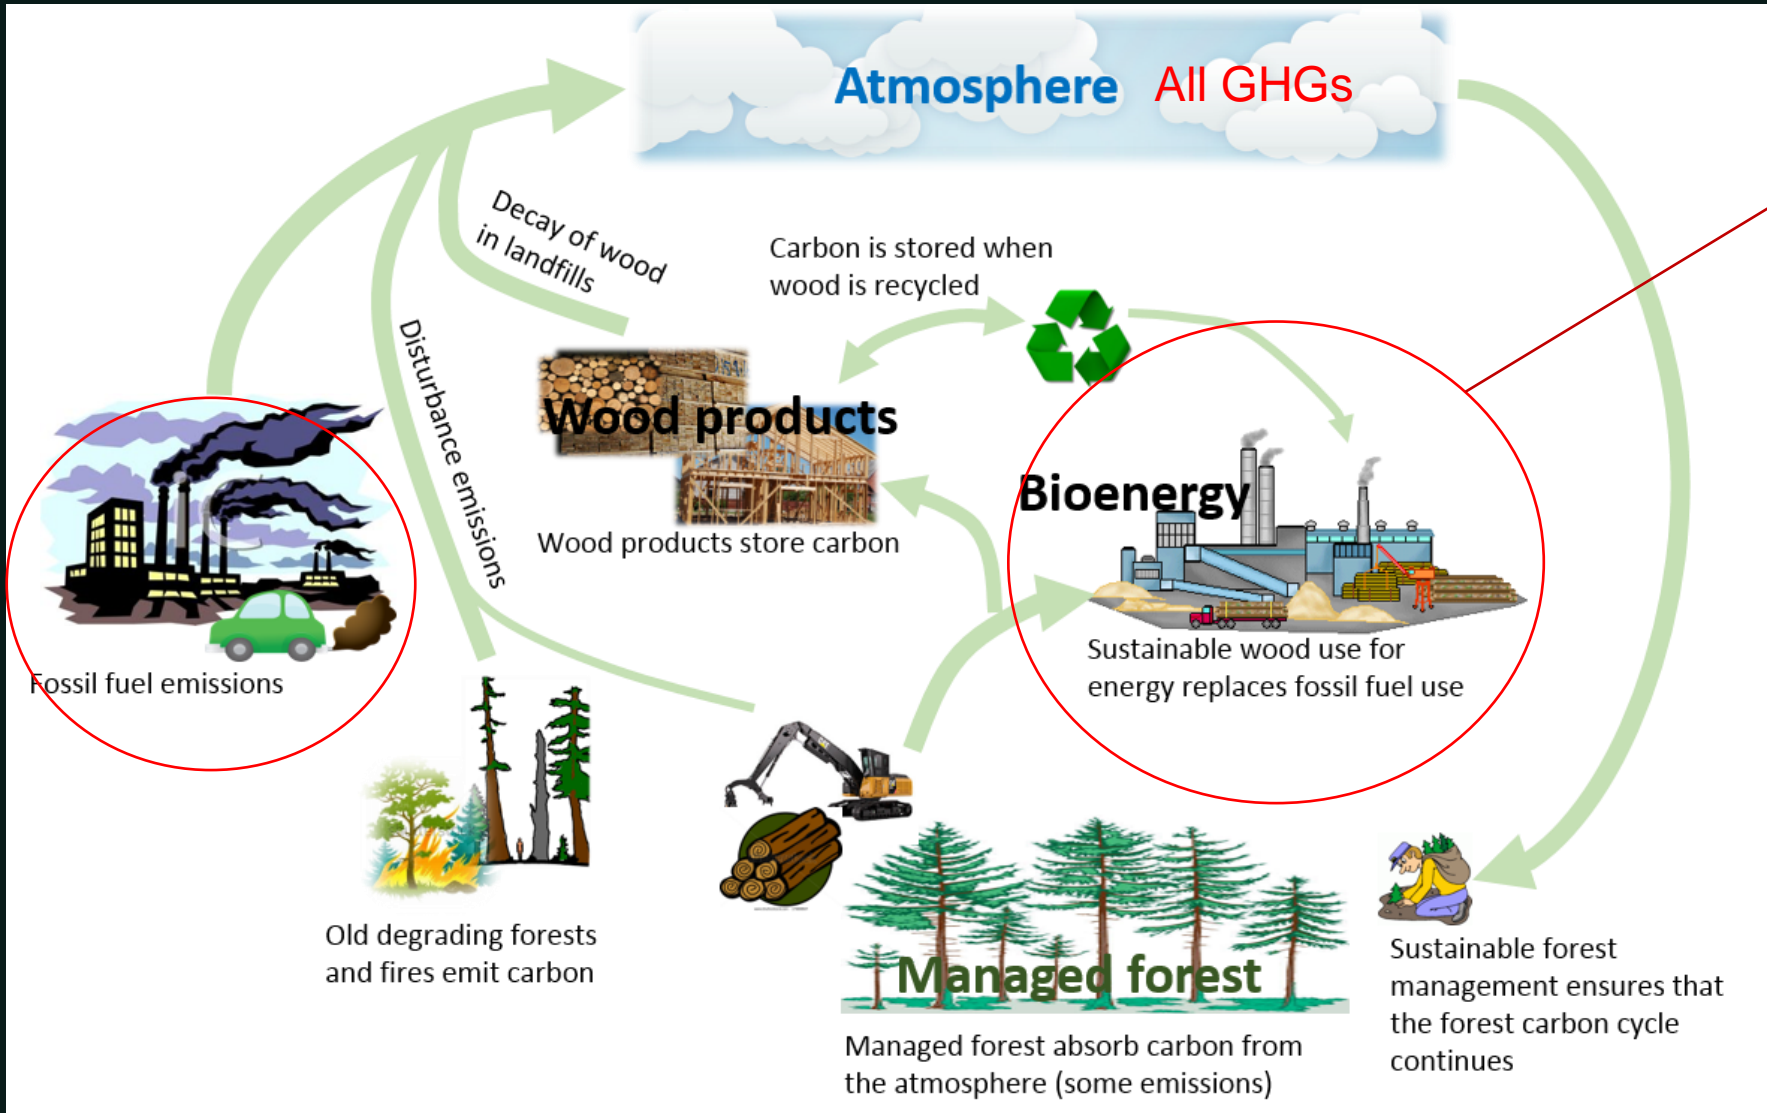 Atmosphere All GHGs
Decay of wood
in landfills
Carbon is stored when
wood is recycled
Disturbance emissions
Wood products
Wood products store carbon
Bioenergy
Sustainable wood use for
energy replaces fossil fuel use
Fossil fuel emissions
CAT
Old degrading forests
and fires emit carbon
Managed forest
Managed forest absorb carbon from
the atmosphere (some emissions)
Sustainable forest
management ensures that
the forest carbon cycle
continues